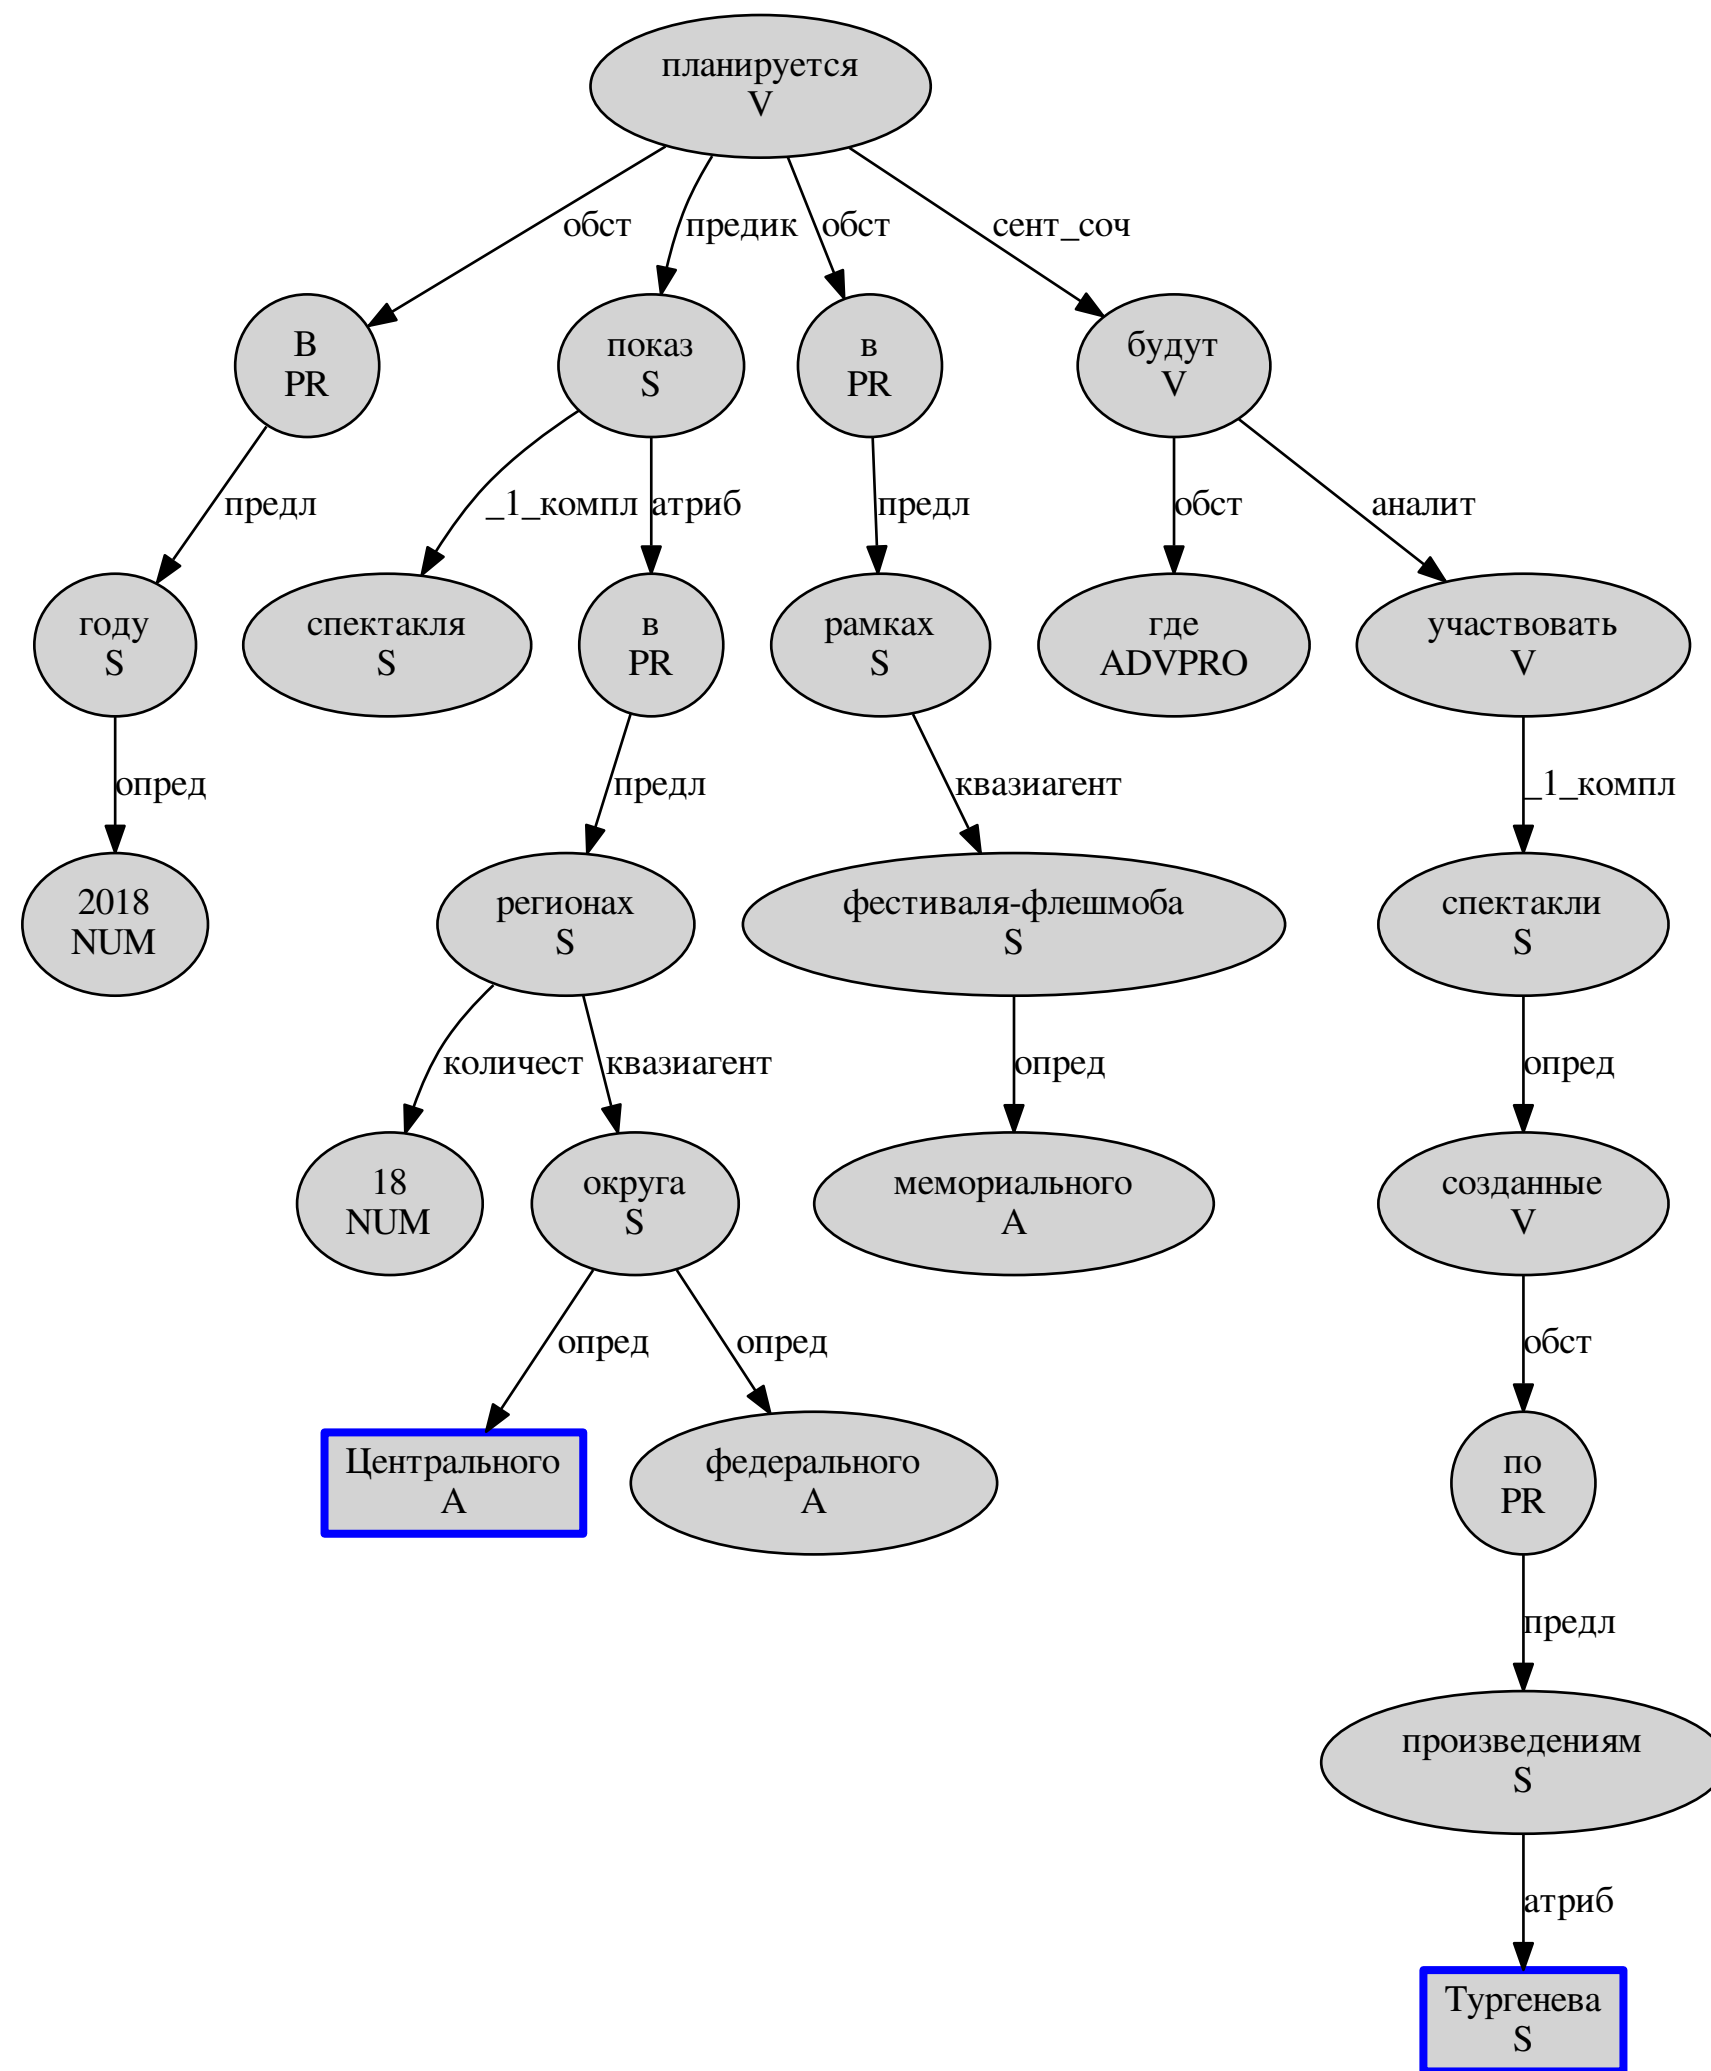 планируется
V
обст
предик
обст
сент_соч
В
PR
показ
S
в
PR
будут
V
предл
_1_компл
атриб
предл
обст
аналит
году
S
спектакля
S
в
PR
рамках
S
где
ADVPRO
участвовать
V
опред
предл
квазиагент
_1_компл
2018
NUM
регионах
S
фестиваля-флешмоба
S
спектакли
S
количест
квазиагент
опред
опред
18
NUM
округа
S
мемориального
A
созданные
V
опред
опред
обст
Центрального
A
федерального
A
по
PR
предл
произведениям
S
атриб
Тургенева
S